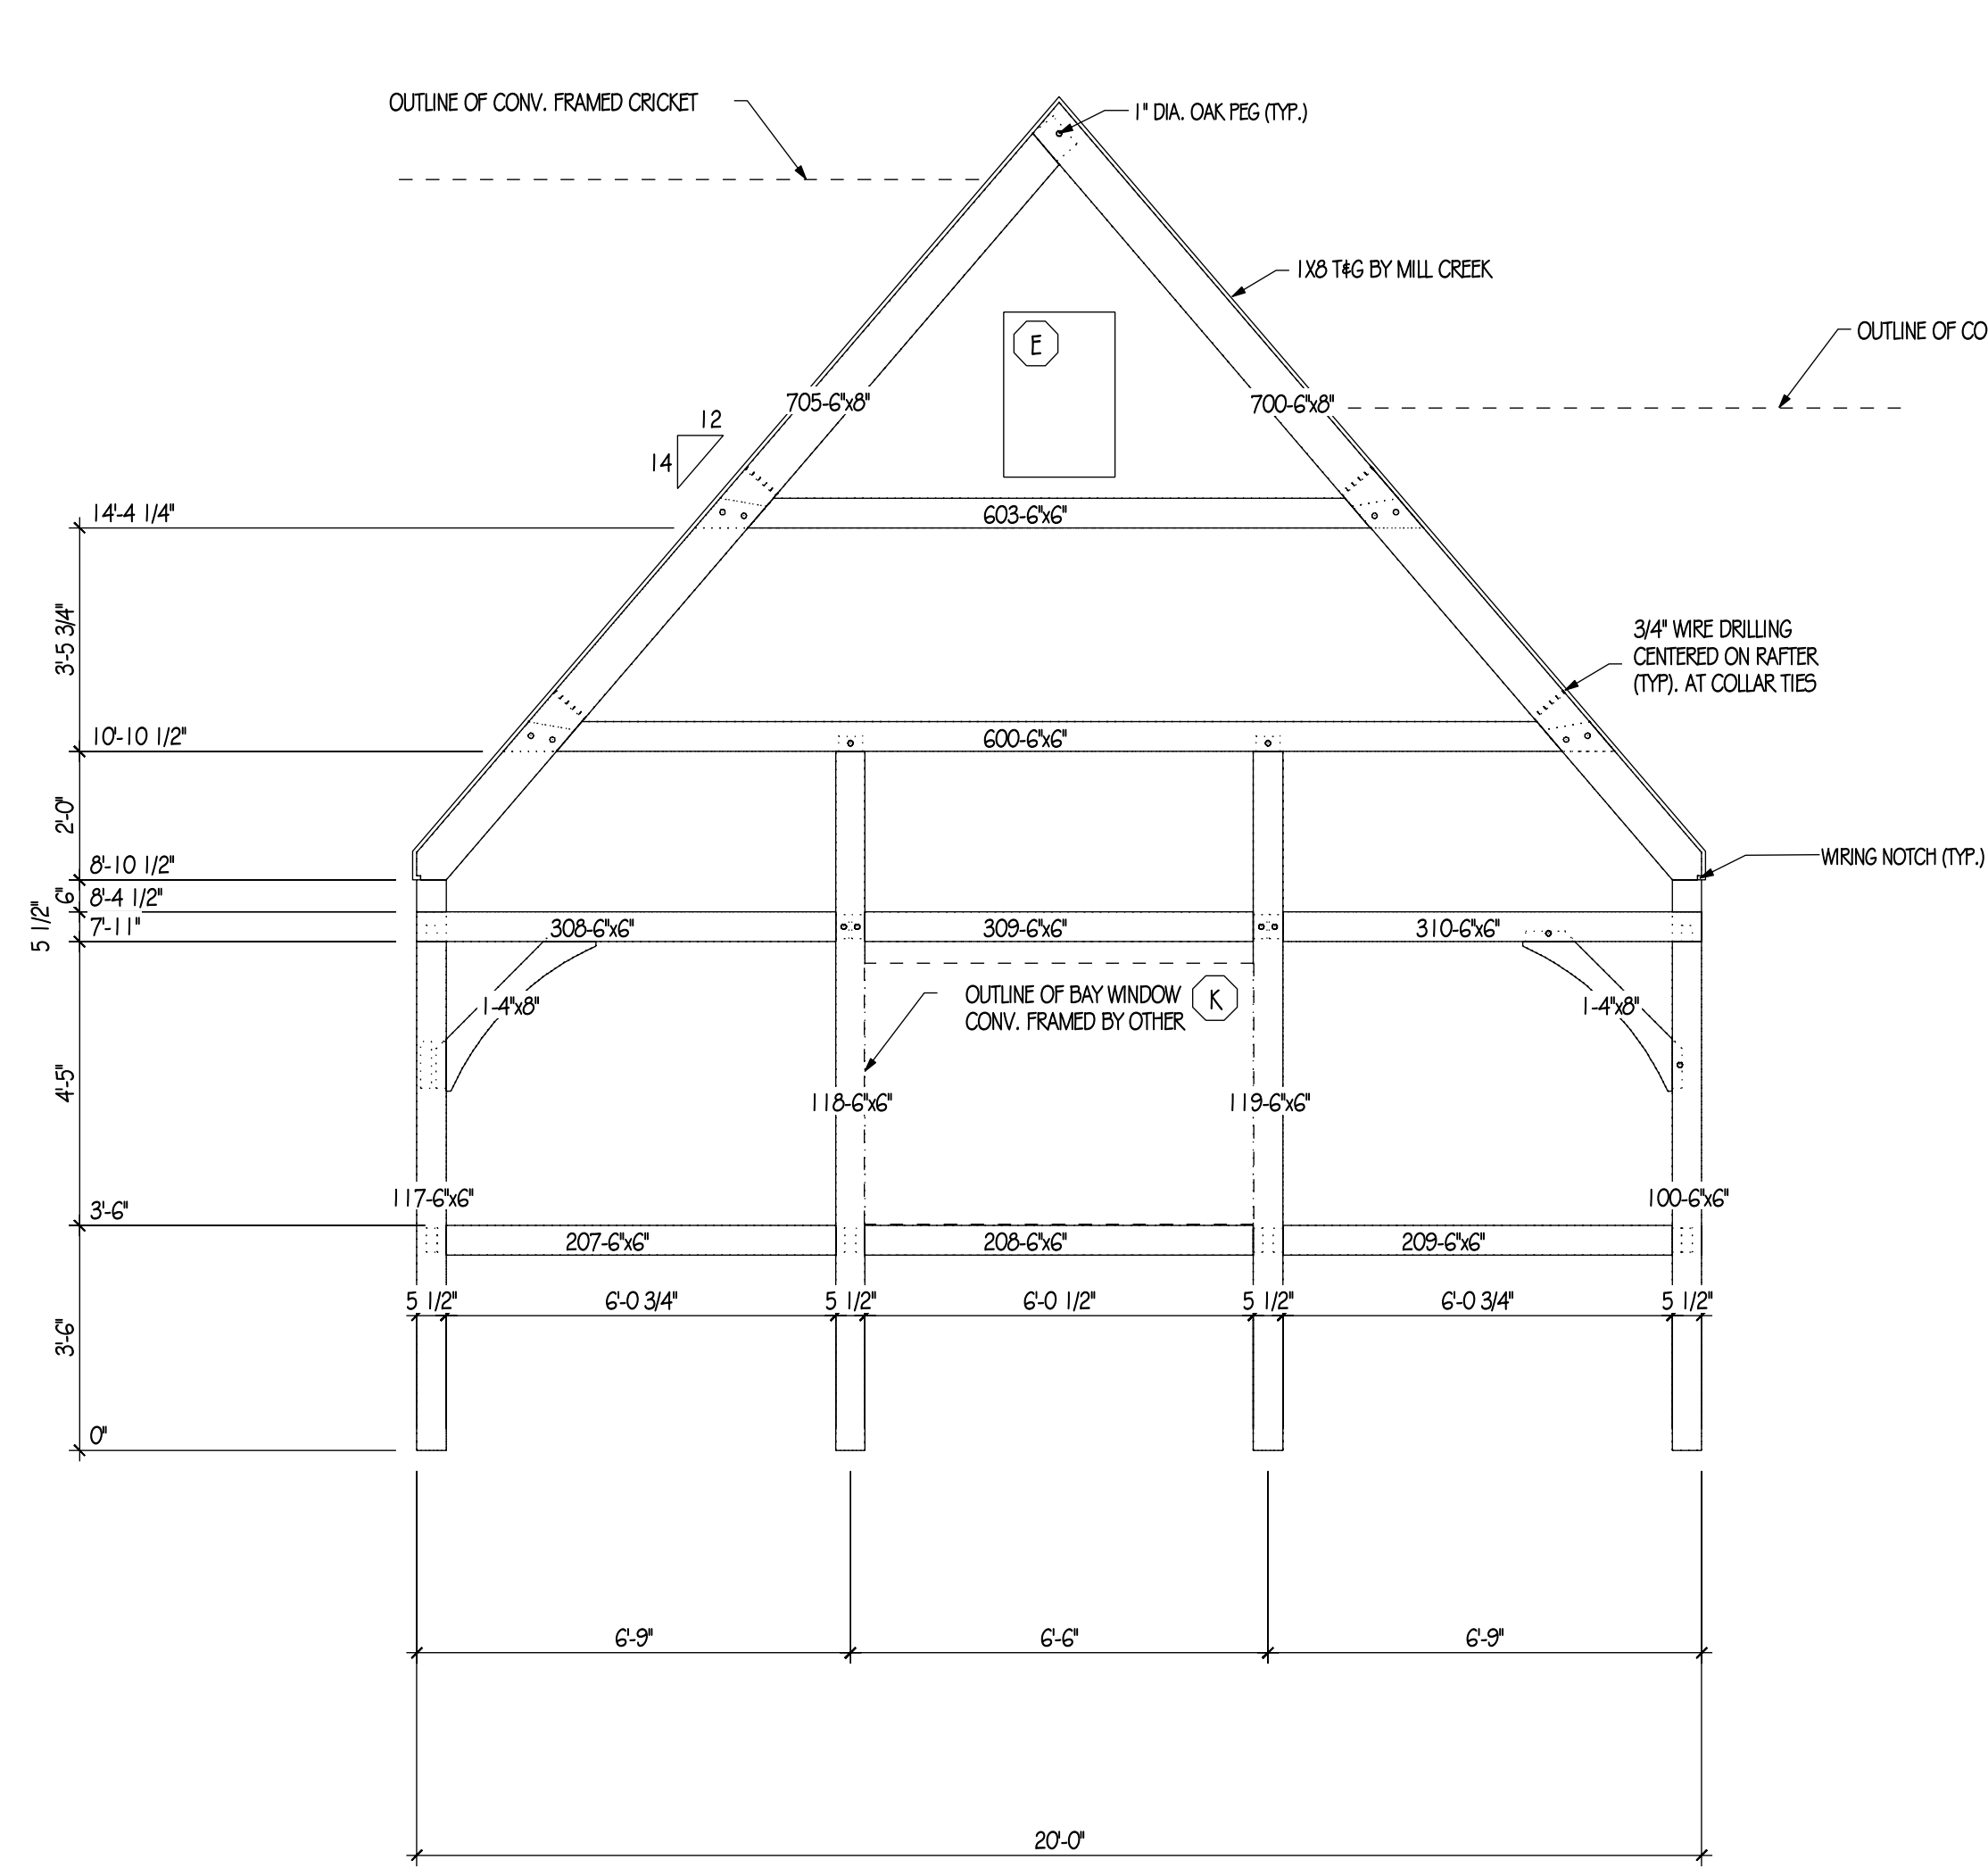 OUTLINE OF CONV. FRAMED CRICKET
1" DIA. OAK PEG (TYP.)
1X8 T&G BY MILL CREEK
E
OUTLINE OF CO
705-6"x8"
700-6"x8"
12
14
14'-4 1/4"
603-6"x6"
3'-5 3/4"
3/4" WIRE DRILLING
CENTERED ON RAFTER
(TYP). AT COLLAR TIES
10'-10 1/2"
600-6"x6"
2'-0"
8'-10 1/2"
WIRING NOTCH (TYP.)
6"
8'-4 1/2"
5 1/2"
7'-11"
308-6"x6"
309-6"x6"
310-6"x6"
1-4"x8"
OUTLINE OF BAY WINDOW
CONV. FRAMED BY OTHER
K
1-4"x8"
4'-5"
118-6"x6"
119-6"x6"
117-6"x6"
100-6"x6"
3'-6"
207-6"x6"
208-6"x6"
209-6"x6"
5 1/2"
6'-0 3/4"
5 1/2"
6'-0 1/2"
5 1/2"
6'-0 3/4"
5 1/2"
3'-6"
0"
6'-9"
6'-6"
6'-9"
20'-0"